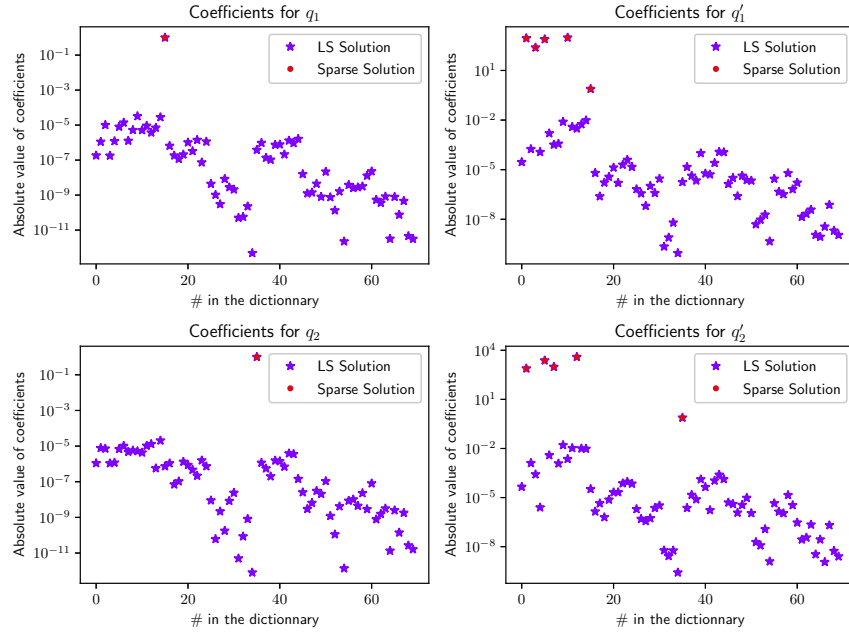 Coefficients for q₁
Absolute value of coefficients
10⁻¹
10⁻³
10⁻⁵
10⁻⁷
10⁻⁹
10⁻¹¹
LS Solution
Sparse Solution
0 20 40 60
# in the dictionnary
Coefficients for q₁′
Absolute value of coefficients
10¹
10⁻²
10⁻⁵
10⁻⁸
LS Solution
Sparse Solution
0 20 40 60
# in the dictionnary
Coefficients for q₂
Absolute value of coefficients
10⁻¹
10⁻³
10⁻⁵
10⁻⁷
10⁻⁹
10⁻¹¹
LS Solution
Sparse Solution
0 20 40 60
# in the dictionnary
Coefficients for q₂′
Absolute value of coefficients
10⁴
10¹
10⁻²
10⁻⁵
10⁻⁸
LS Solution
Sparse Solution
0 20 40 60
# in the dictionnary